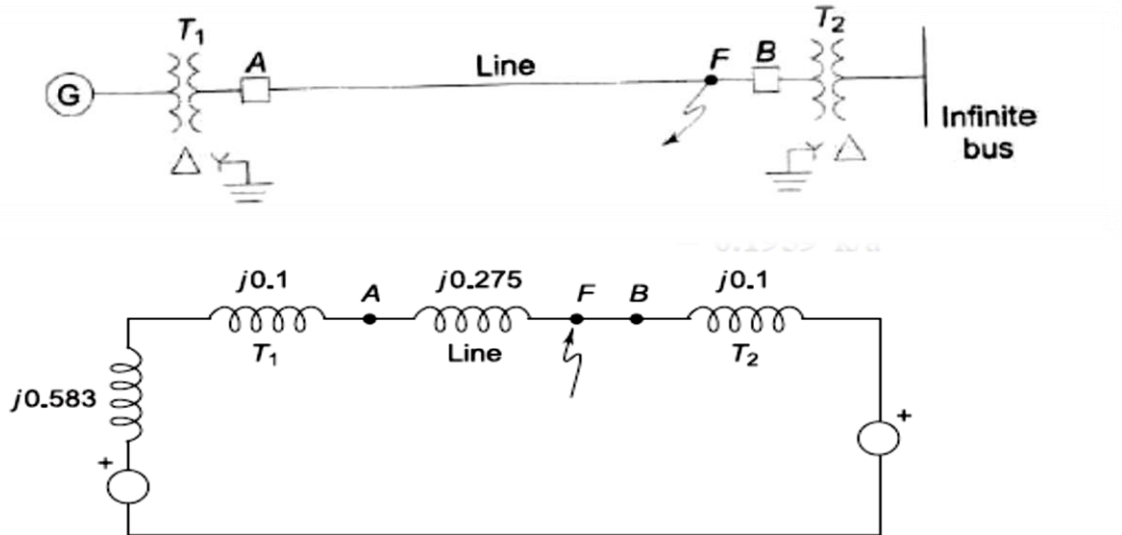 T₁
T₂
A
Line
F B
G
Infinite
bus
j0.1
j0.275
j0.1
A
F B
T₁
Line
T₂
j0.583
+
+